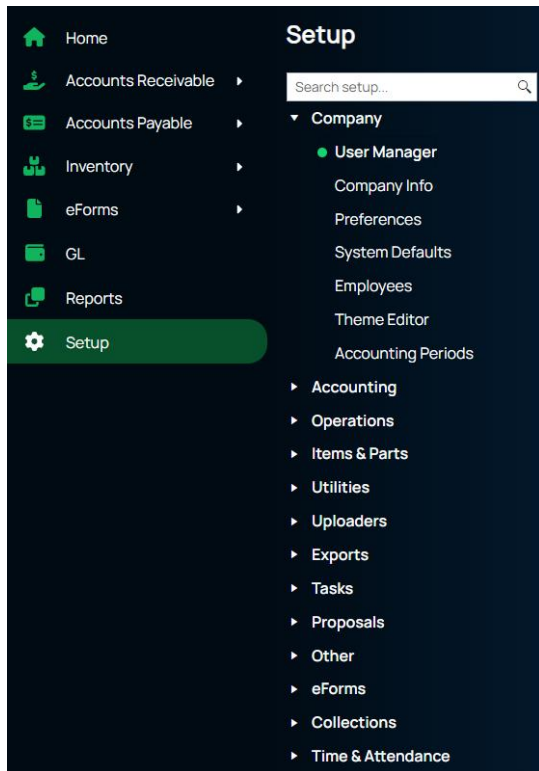 Home
Accounts Receivable
Accounts Payable
Inventory
eForms
GL
Reports
Setup
Setup
Search setup...
Company
User Manager
Company Info
Preferences
System Defaults
Employees
Theme Editor
Accounting Periods
Accounting
Operations
Items & Parts
Utilities
Uploaders
Exports
Tasks
Proposals
Other
eForms
Collections
Time & Attendance